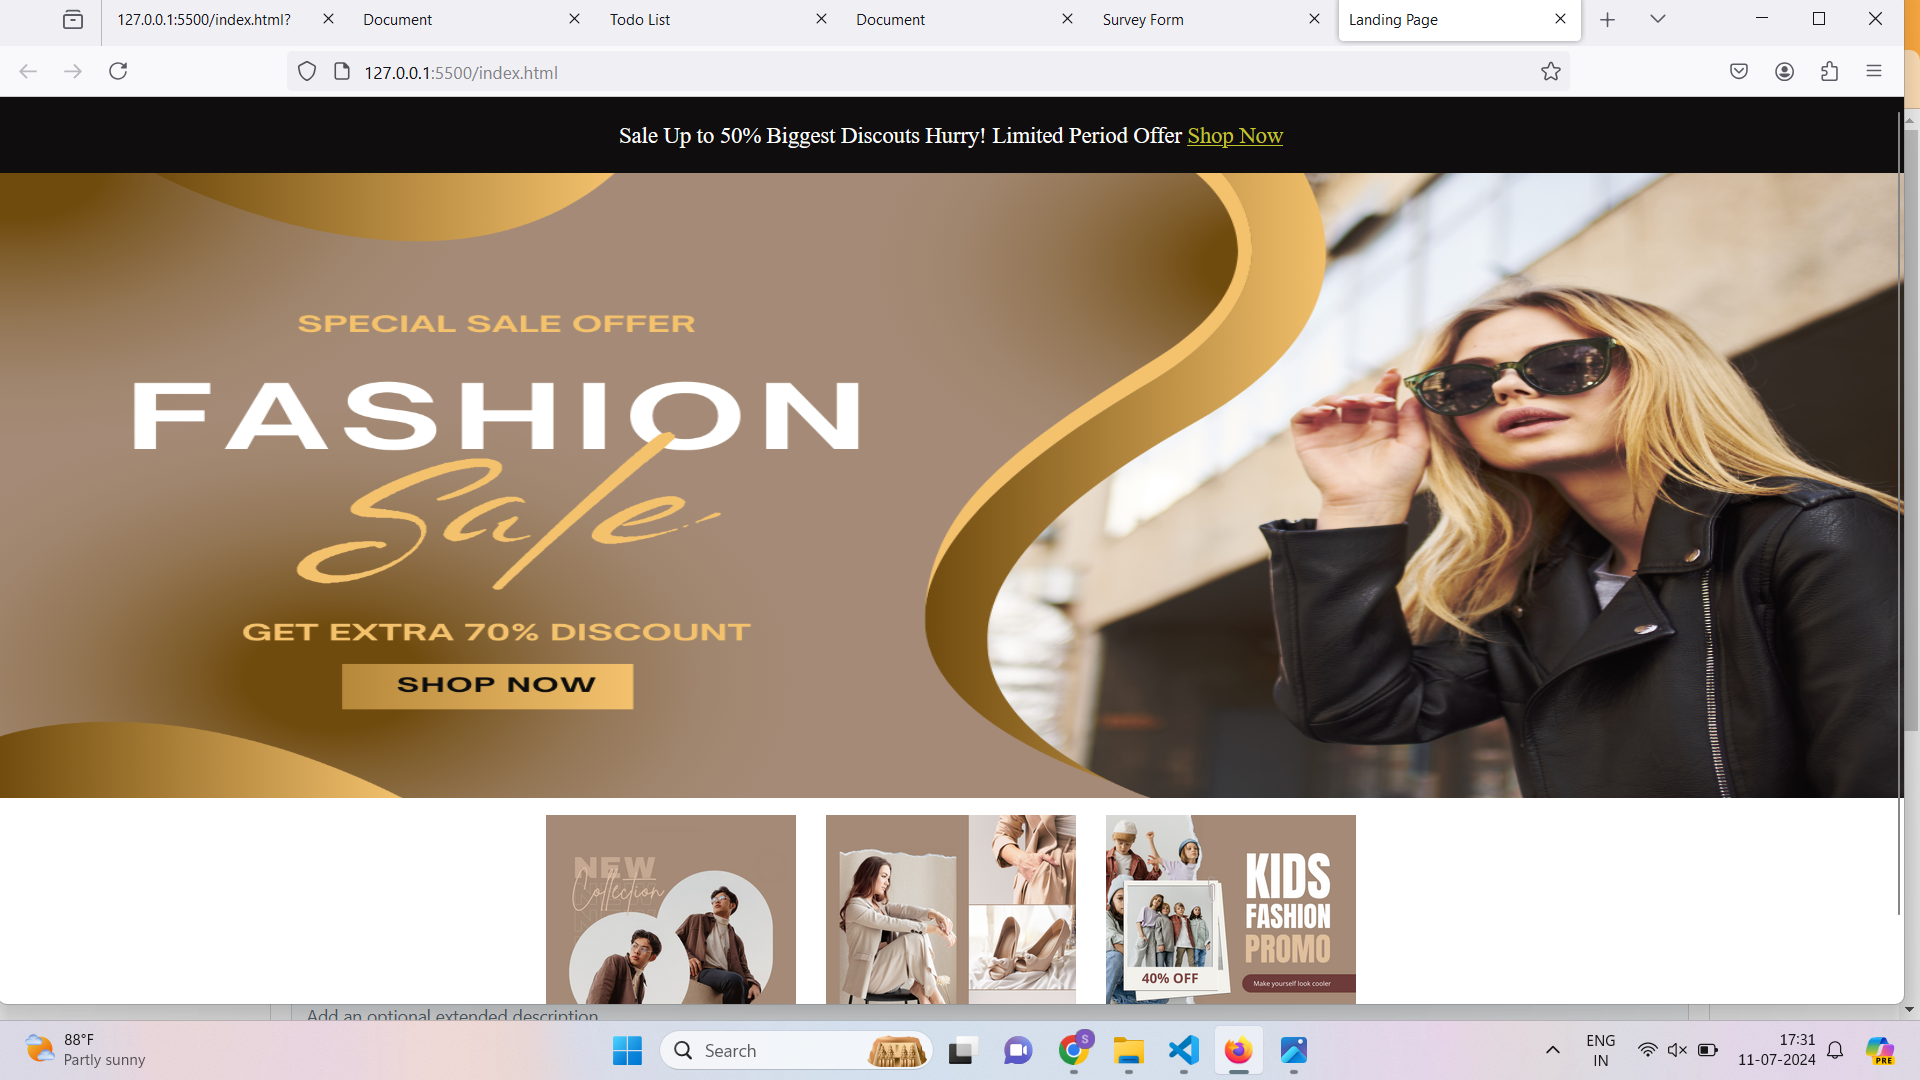 127.0.0.1:5500/index.html?
Document
Todo List
Document
Survey Form
Landing Page
127.0.0.1:5500/index.html
Sale Up to 50% Biggest Discouts Hurry! Limited Period Offer Shop Now
SPECIAL SALE OFFER
FASHION
Sale
GET EXTRA 70% DISCOUNT
SHOP NOW
NEW
Collection
KIDS
FASHION
PROMO
40% OFF
Make yourself look cooler
Add an optional extended description
88°F
Partly sunny
Search
S
ENG
IN
17:31
11-07-2024
PRE